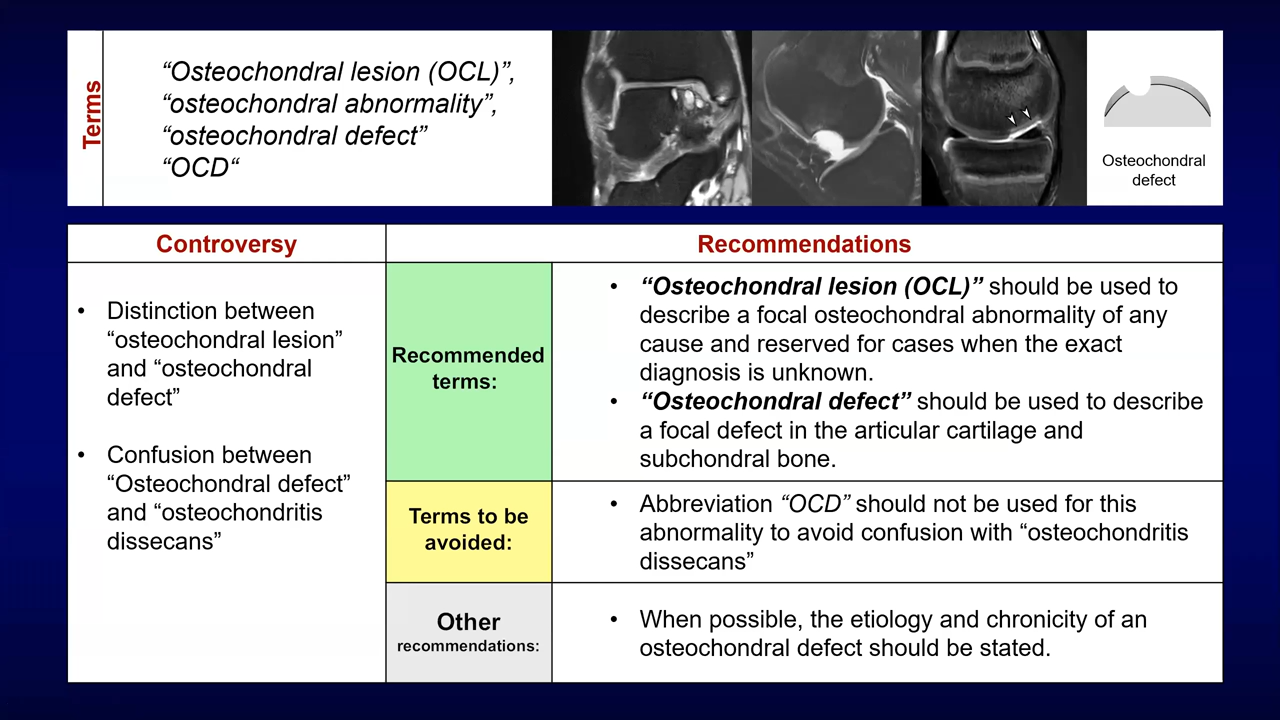 Terms
“Osteochondral lesion (OCL)”,
“osteochondral abnormality”,
“osteochondral defect”
“OCD“
Osteochondral
defect
Controversy
Recommendations
• Distinction between
“osteochondral lesion”
and “osteochondral
defect”
• Confusion between
“Osteochondral defect”
and “osteochondritis
dissecans”
Recommended
terms:
• “Osteochondral lesion (OCL)” should be used to
describe a focal osteochondral abnormality of any
cause and reserved for cases when the exact
diagnosis is unknown.
• “Osteochondral defect” should be used to describe
a focal defect in the articular cartilage and
subchondral bone.
Terms to be
avoided:
• Abbreviation “OCD” should not be used for this
abnormality to avoid confusion with “osteochondritis
dissecans”
Other
recommendations:
• When possible, the etiology and chronicity of an
osteochondral defect should be stated.